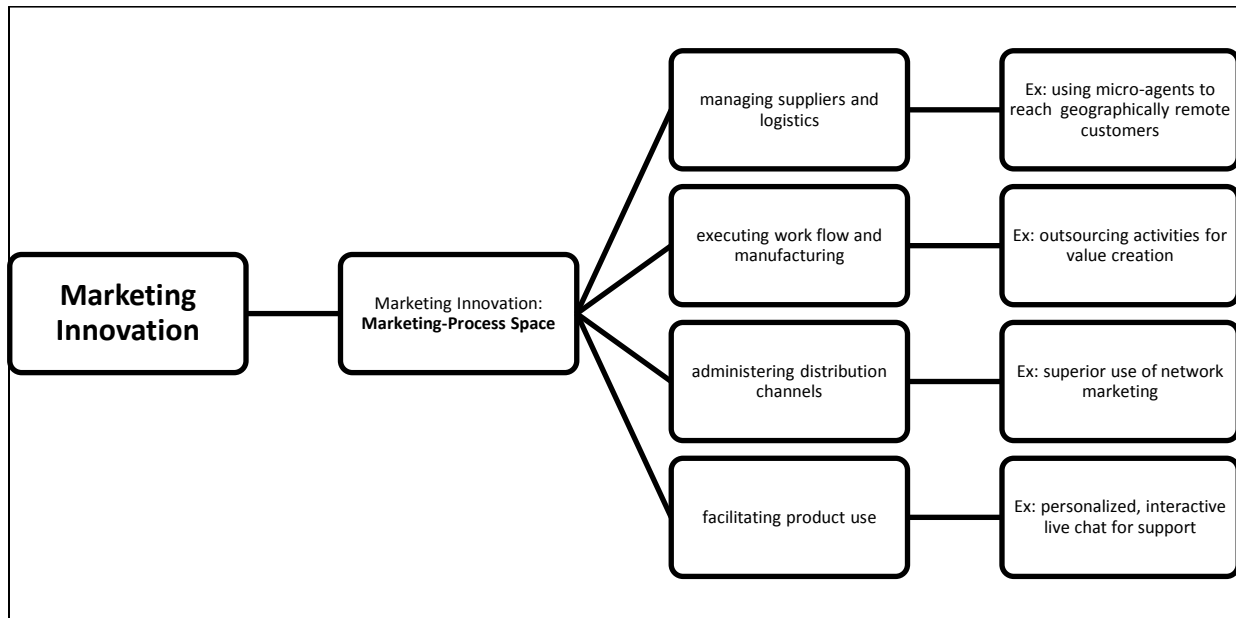 Marketing
Innovation
Marketing Innovation:
Marketing-Process Space
managing suppliers and
logistics
Ex: using micro-agents to
reach geographically remote
customers
executing work flow and
manufacturing
Ex: outsourcing activities for
value creation
administering distribution
channels
Ex: superior use of network
marketing
facilitating product use
Ex: personalized, interactive
live chat for support